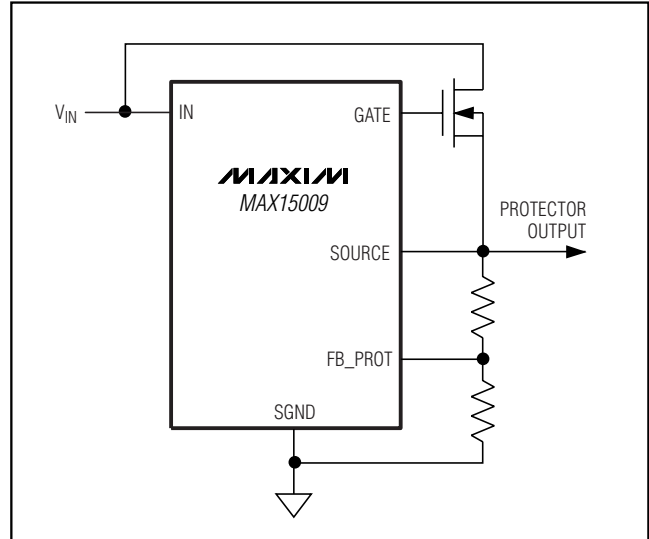 V_IN
IN
GATE
MAXIM
MAX15009
PROTECTOR
OUTPUT
SOURCE
FB_PROT
SGND